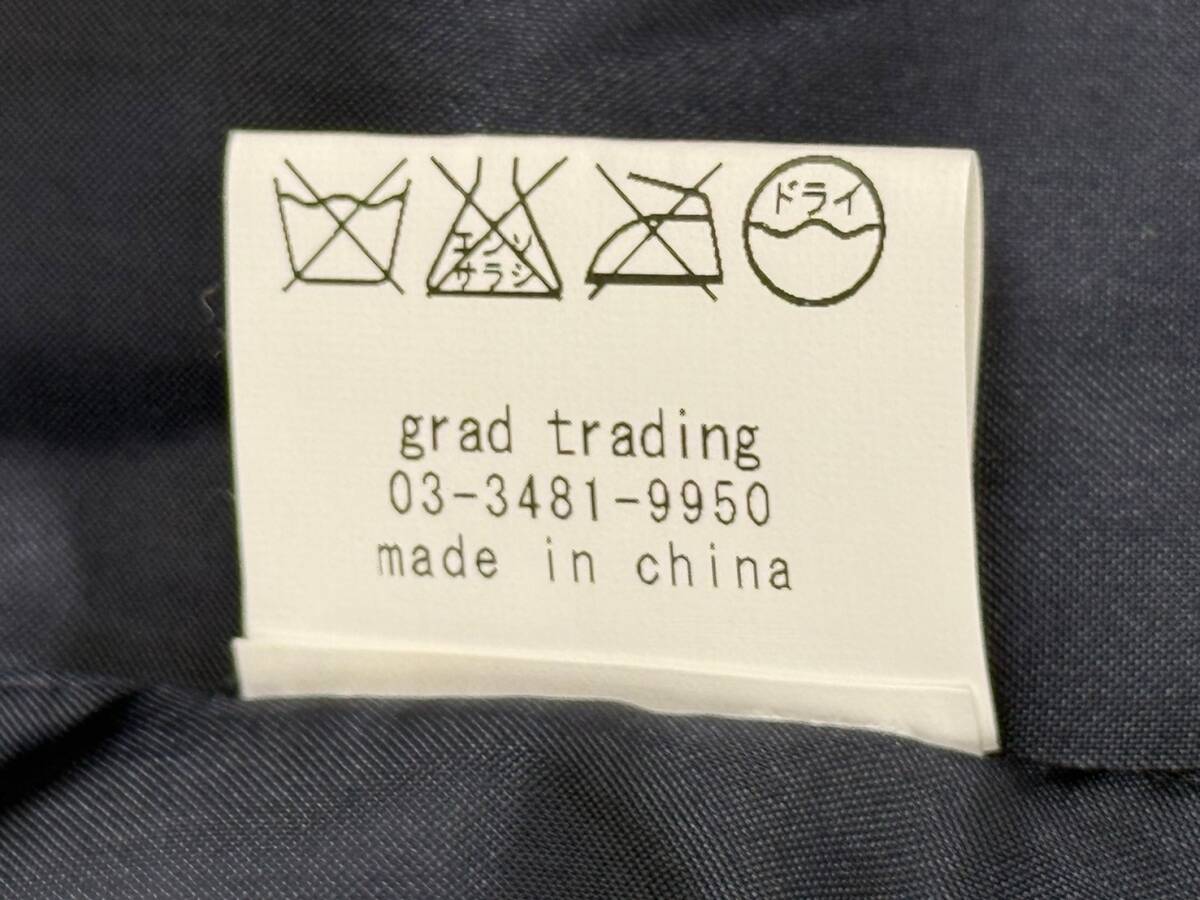 エンソ
サラシ
ドライ
grad trading
03-3481-9950
made in china